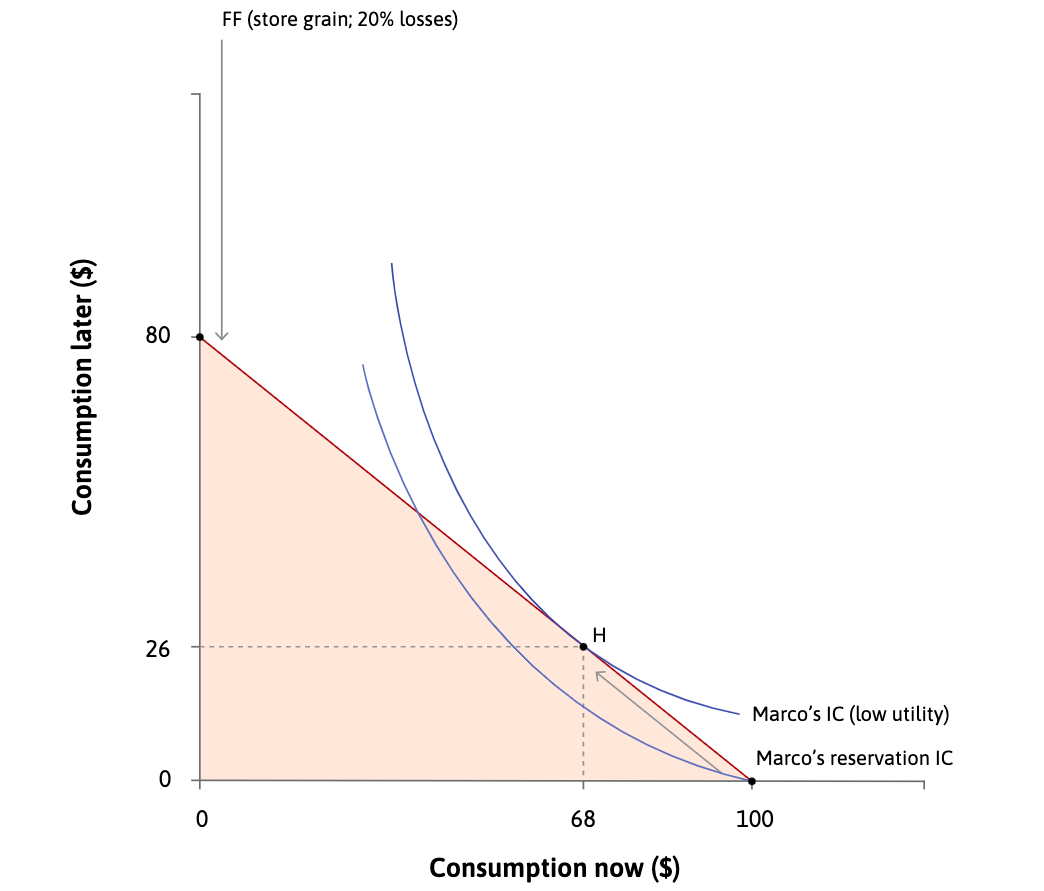 FF (store grain; 20% losses)
Consumption later ($)
80
H
26
Marco's IC (low utility)
Marco's reservation IC
0
0
68
100
Consumption now ($)